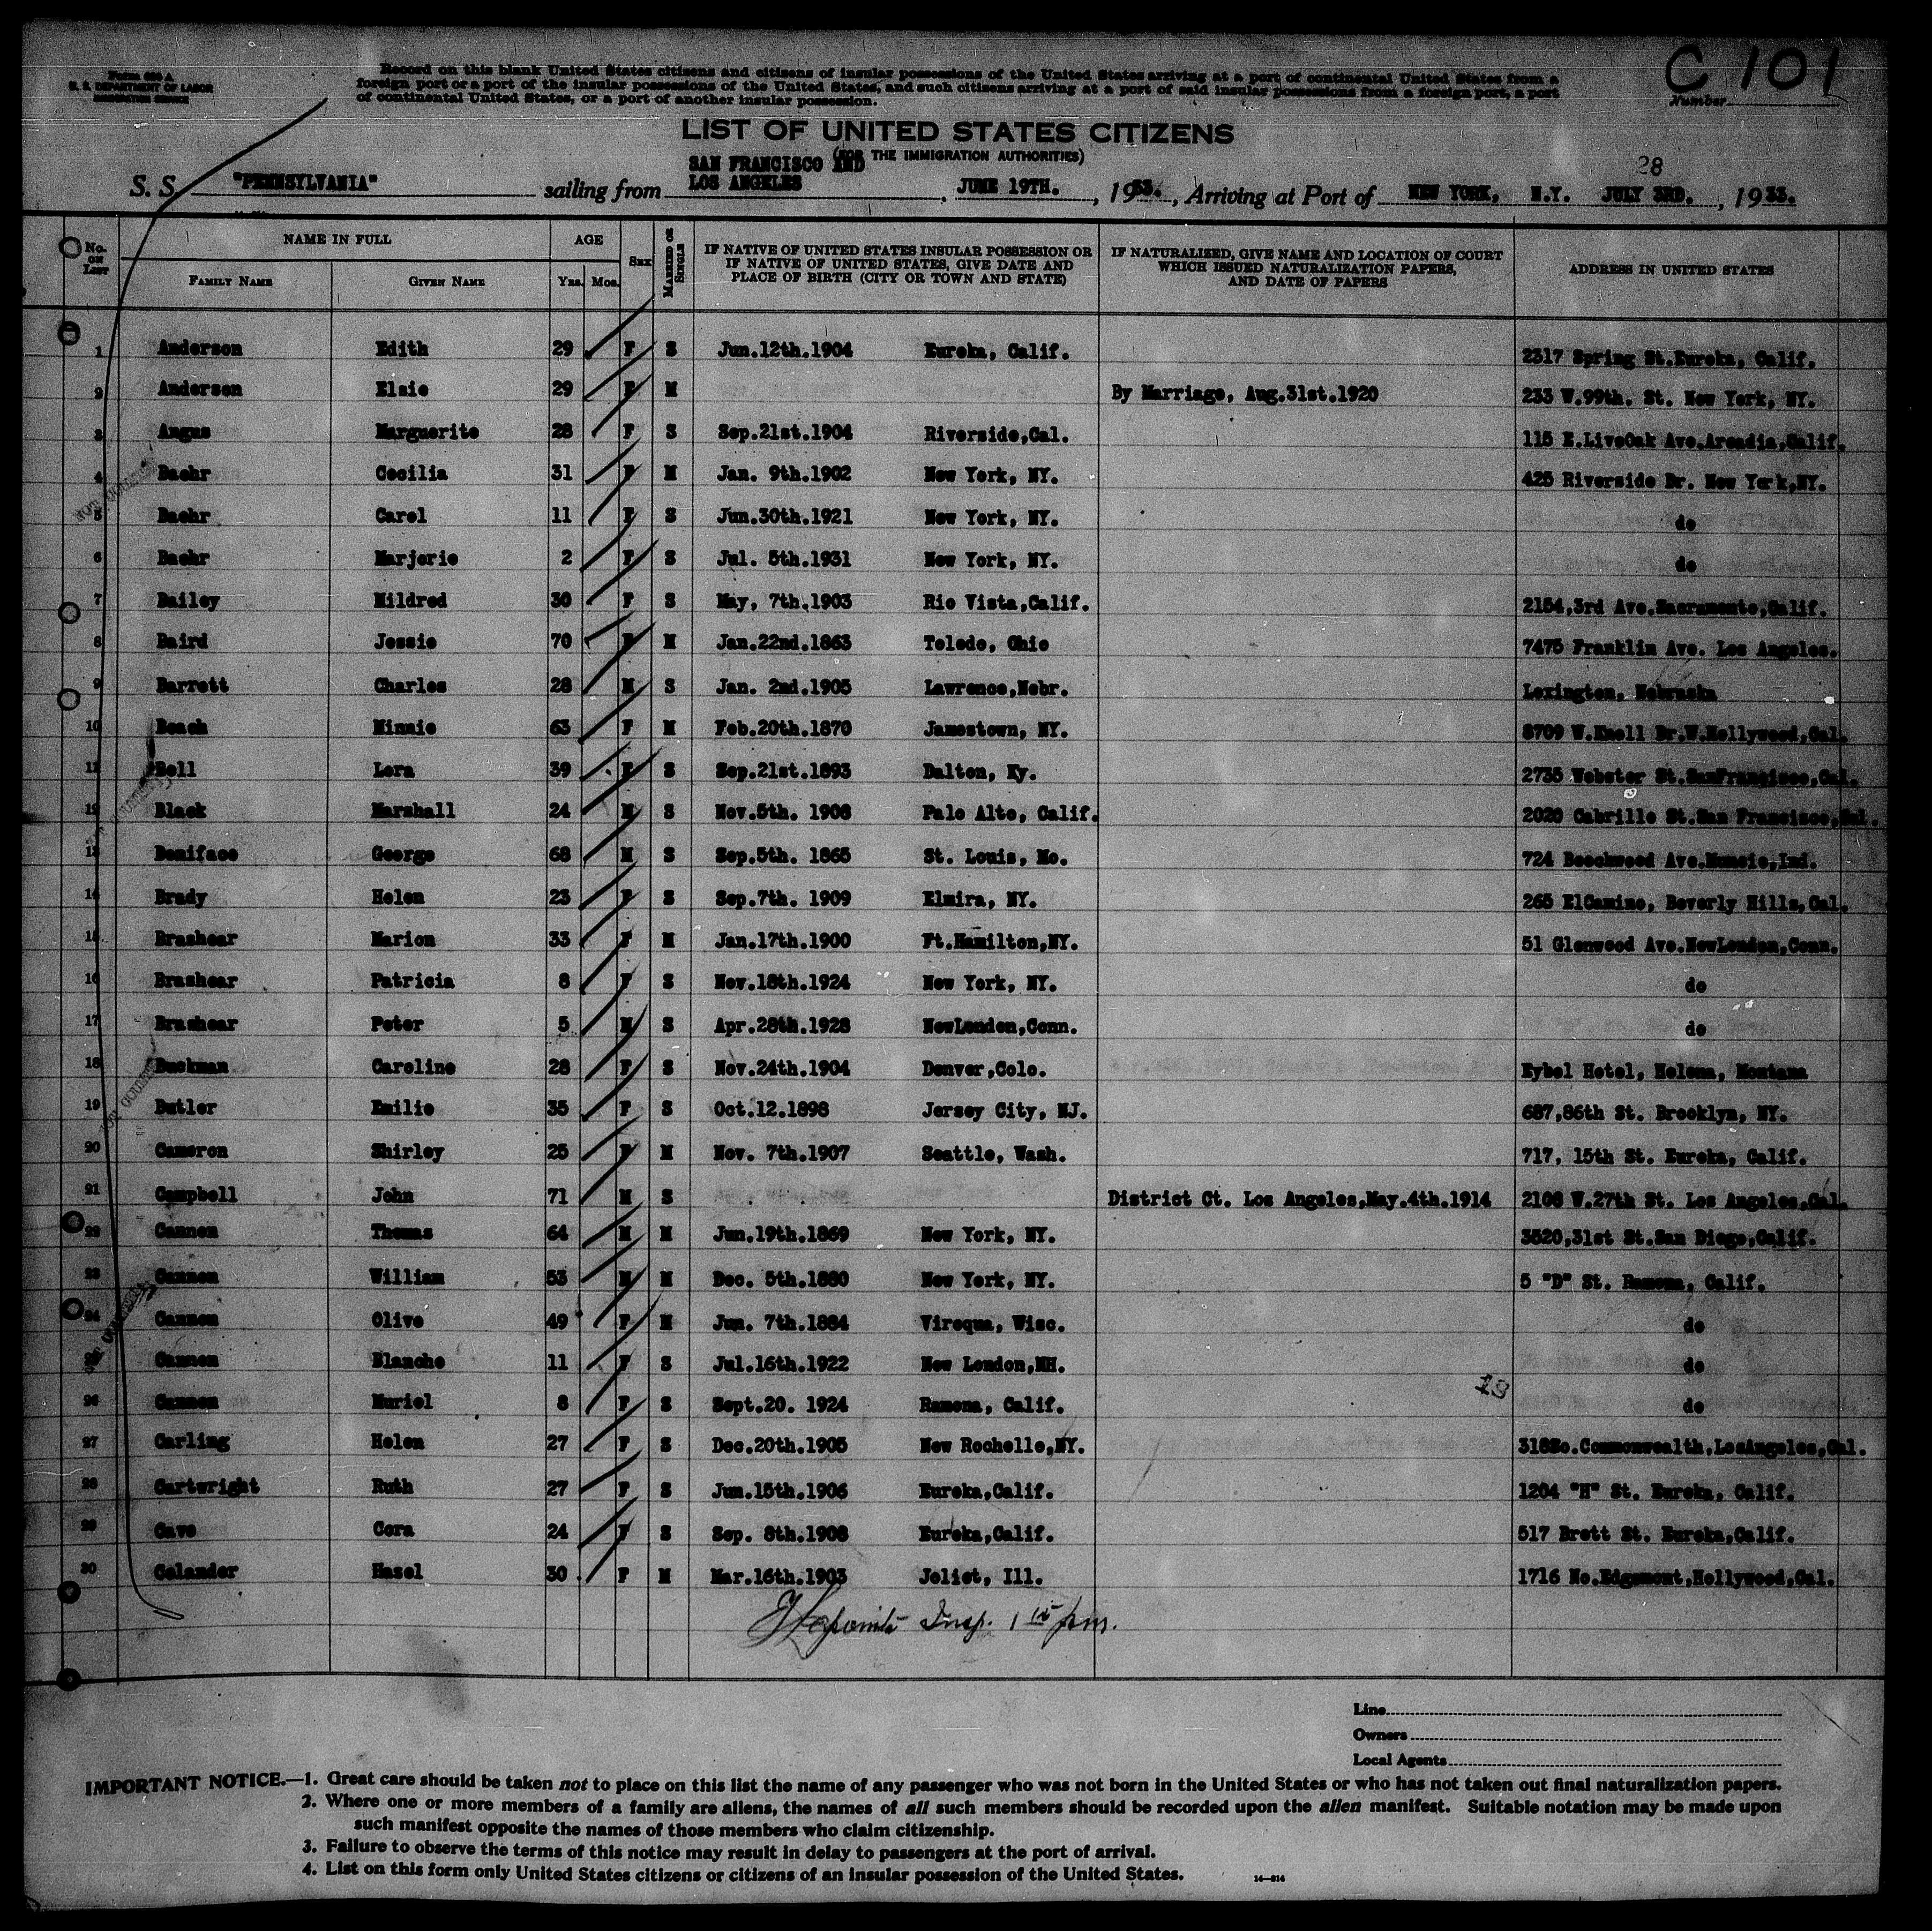 Form 630 A
U. S. DEPARTMENT OF LABOR
IMMIGRATION SERVICE
Record on this blank United States citizens and citizens of insular possessions of the United States arriving at a port of continental United States from a
foreign port or a port of the insular possessions of the United States, and such citizens arriving at a port of said insular possessions from a foreign port, a port
of continental United States, or a port of another insular possession.
C 101
Number
LIST OF UNITED STATES CITIZENS
(FOR THE IMMIGRATION AUTHORITIES)
28
S. S. "PENNSYLVANIA" sailing from SAN FRANCISCO AND LOS ANGELES, JUNE 19TH., 1933., Arriving at Port of NEW YORK, N.Y. JULY 3RD., 1933.
No. ON LIST NAME IN FULL AGE SEX MARRIED OR SINGLE IF NATIVE OF UNITED STATES INSULAR POSSESSION OR IF NATIVE OF UNITED STATES, GIVE DATE AND PLACE OF BIRTH (CITY OR TOWN AND STATE) IF NATURALIZED, GIVE NAME AND LOCATION OF COURT WHICH ISSUED NATURALIZATION PAPERS, AND DATE OF PAPERS ADDRESS IN UNITED STATES
FAMILY NAME GIVEN NAME Yrs. Mos.
1 Anderson Edith 29 F S Jun.12th.1904 Eureka, Calif. 2317 Spring St.Eureka, Calif.
2 Anderson Elsie 29 F M By Marriage, Aug.31st.1920 233 W.99th. St. New York, NY.
3 Angus Marguerite 28 F S Sep.21st.1904 Riverside,Cal. 115 E.LiveOak Ave.Arcadia,Calif.
4 Baehr Cecilia 31 F M Jan. 9th.1902 New York, NY. 425 Riverside Dr. New York,NY.
5 Baehr Carol 11 F S Jun.30th.1921 New York, NY. do
6 Baehr Marjorie 2 F S Jul. 5th.1931 New York, NY. do
7 Bailey Mildred 30 F S May, 7th.1903 Rio Vista,Calif. 2154,3rd Ave.Sacramento,Calif.
8 Baird Jessie 70 F M Jan.22nd.1863 Toledo, Ohio 7475 Franklin Ave. Los Angeles.
9 Barrett Charles 28 M S Jan. 2nd.1905 Lawrence,Nebr. Lexington, Nebraska
10 Beach Minnie 63 F M Feb.20th.1870 Jamestown, NY. 8709 W.Knoll Dr.W.Hollywood,Cal.
11 Bell Lora 39 F S Sep.21st.1893 Dalton, Ky. 2735 Webster St.SanFrancisco,Cal.
12 Black Marshall 24 M S Nov.5th. 1908 Palo Alto, Calif. 2020 Cabrillo St.San Francisco,Cal.
13 Boniface George 68 M S Sep.5th. 1865 St. Louis, Mo. 724 Beechwood Ave.Muncie,Ind.
14 Brady Helen 23 F S Sep.7th. 1909 Elmira, NY. 265 ElCamino, Beverly Hills,Cal.
15 Brashear Marion 33 F M Jan.17th.1900 Ft.Hamilton,NY. 51 Glenwood Ave.NewLondon,Conn.
16 Brashear Patricia 8 F S Nov.18th.1924 New York, NY. do
17 Brashear Peter 5 M S Apr.28th.1928 NewLondon,Conn. do
18 Buckman Caroline 28 F S Nov.24th.1904 Denver,Colo. Eybel Hotel, Helena, Montana
19 Butler Emilie 35 F S Oct.12.1898 Jersey City, NJ. 687,86th St. Brooklyn, NY.
20 Cameron Shirley 25 F M Nov. 7th.1907 Seattle, Wash. 717, 15th St. Eureka, Calif.
21 Campbell John 71 M S District Ct. Los Angeles,May.4th.1914 2108 W.27th St. Los Angeles,Cal.
22 Cannon Thomas 64 M M Jun.19th.1869 New York, NY. 3520,31st St.San Diego,Calif.
23 Cannon William 53 M M Dec. 5th.1880 New York, NY. 5 "D" St. Ramona, Calif.
24 Cannon Olive 49 F M Jun. 7th.1884 Viroqua, Wisc. do
25 Cannon Blanche 11 F S Jul.16th.1922 New London,NH. do
26 Cannon Muriel 8 F S Sept.20. 1924 Ramona, Calif. do
27 Carling Helen 27 F S Dec.20th.1905 New Rochelle,NY. 318So.Commonwealth,LosAngeles,Cal.
28 Cartwright Ruth 27 F S Jun.15th.1906 Eureka,Calif. 1204 "H" St. Eureka, Calif.
29 Cave Cora 24 F S Sep. 8th.1908 Eureka,Calif. 517 Brett St. Eureka,Calif.
30 Celander Hazel 30 F M Mar.16th.1903 Joliet, Ill. 1716 No.Edgemont,Hollywood,Cal.
Insp. 1 15 pm.
Line
Owners
Local Agents
IMPORTANT NOTICE.—1. Great care should be taken not to place on this list the name of any passenger who was not born in the United States or who has not taken out final naturalization papers.
2. Where one or more members of a family are aliens, the names of all such members should be recorded upon the alien manifest. Suitable notation may be made upon
such manifest opposite the names of those members who claim citizenship.
3. Failure to observe the terms of this notice may result in delay to passengers at the port of arrival.
4. List on this form only United States citizens or citizens of an insular possession of the United States.
14—814